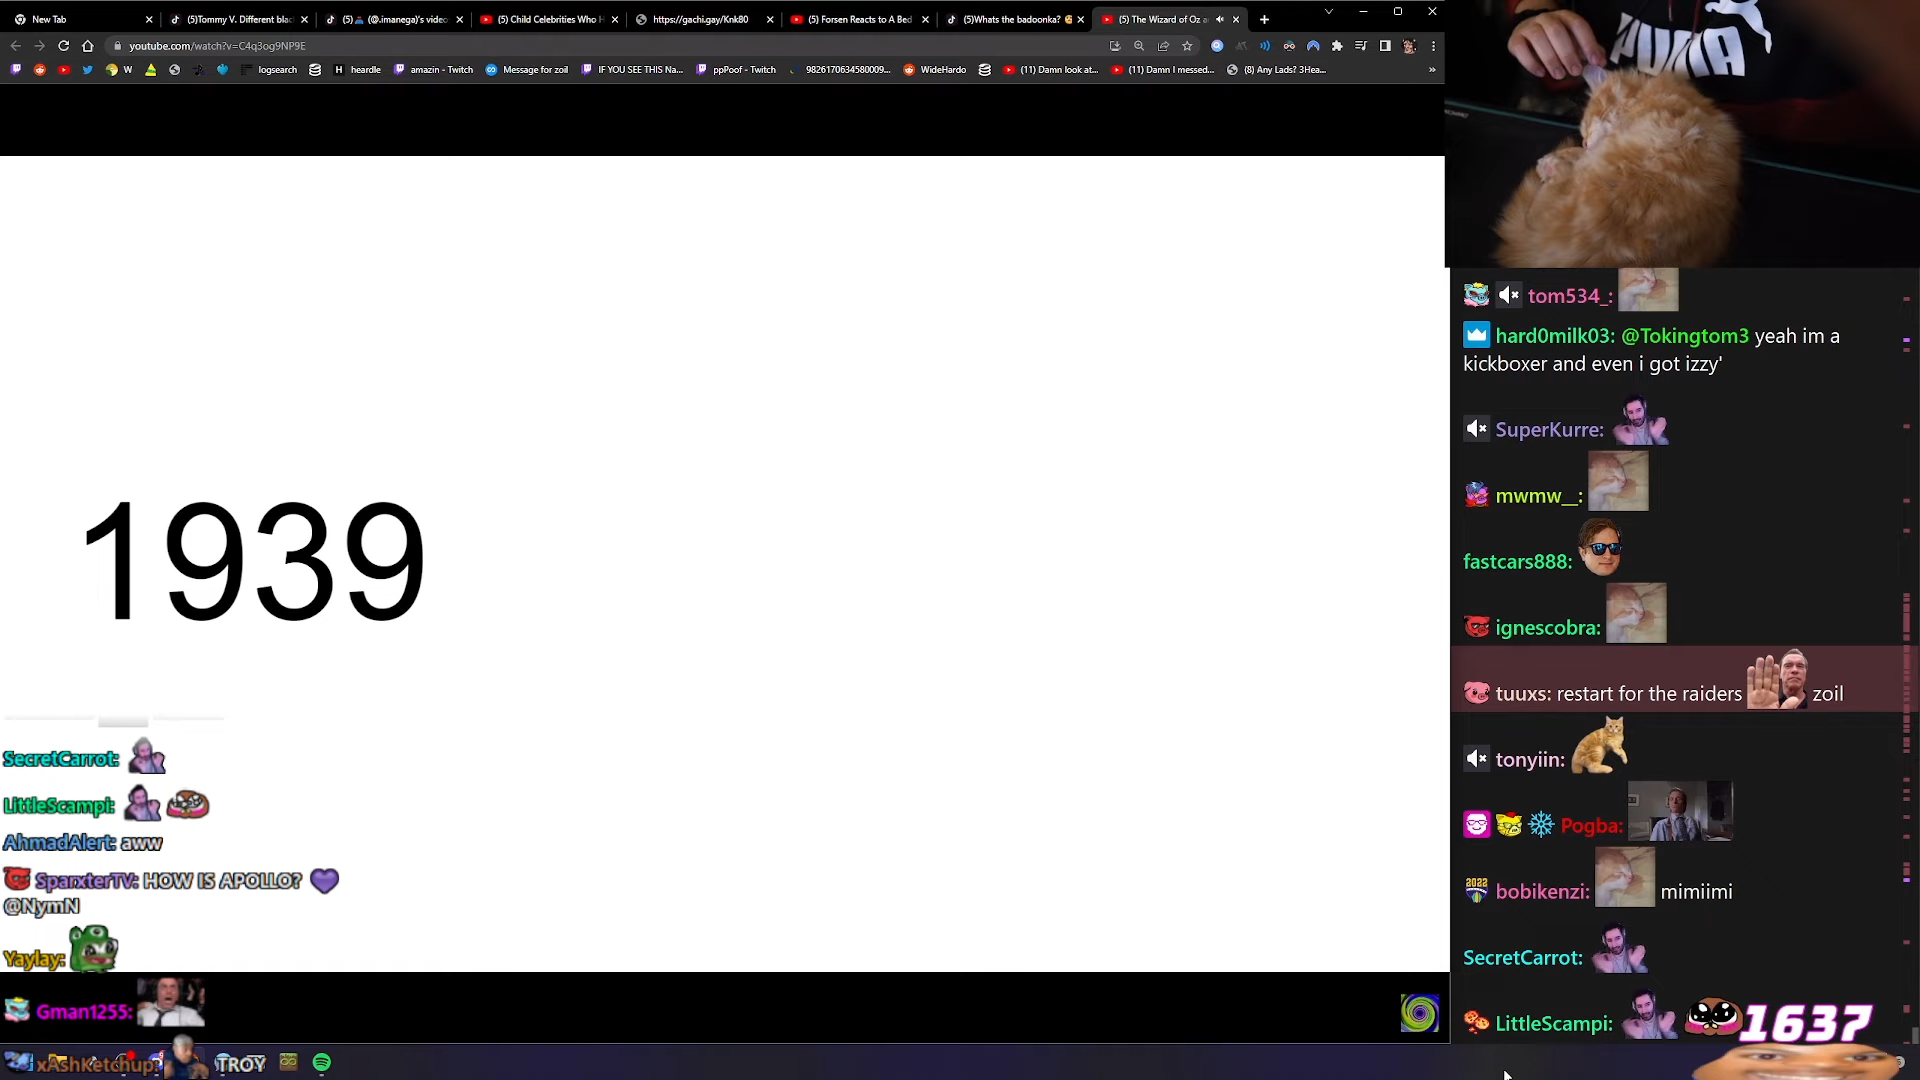 New Tab
(5)Tommy V. Different blac
(5) (@.imanega)'s video
(5) Child Celebrities Who H
https://gachi.gay/Knk80
(5) Forsen Reacts to A Bed
(5)Whats the badoonka?
(5) The Wizard of Oz a
youtube.com/watch?v=C4q3og9NP9E
W
logsearch
heardle
amazin - Twitch
Message for zoil
IF YOU SEE THIS Na...
ppPoof - Twitch
9826170634580009...
WideHardo
(11) Damn look at...
(11) Damn I messed...
(8) Any Lads? 3Hea...
PUMA
1939
SecretCarrot:
LittleScampi:
AhmadAlert: aww
SparxterTV: HOW IS APOLLO?
@NymN
Yaylay:
Gman1255:
xAshKetchup: TROY
tom534_:
hard0milk03: @Tokingtom3 yeah im a
kickboxer and even i got izzy'
SuperKurre:
mwmw__:
fastcars888:
ignescobra:
tuuxs: restart for the raiders zoil
tonyiin:
Pogba:
2022 bobikenzi: mimiimi
SecretCarrot:
LittleScampi:
1637